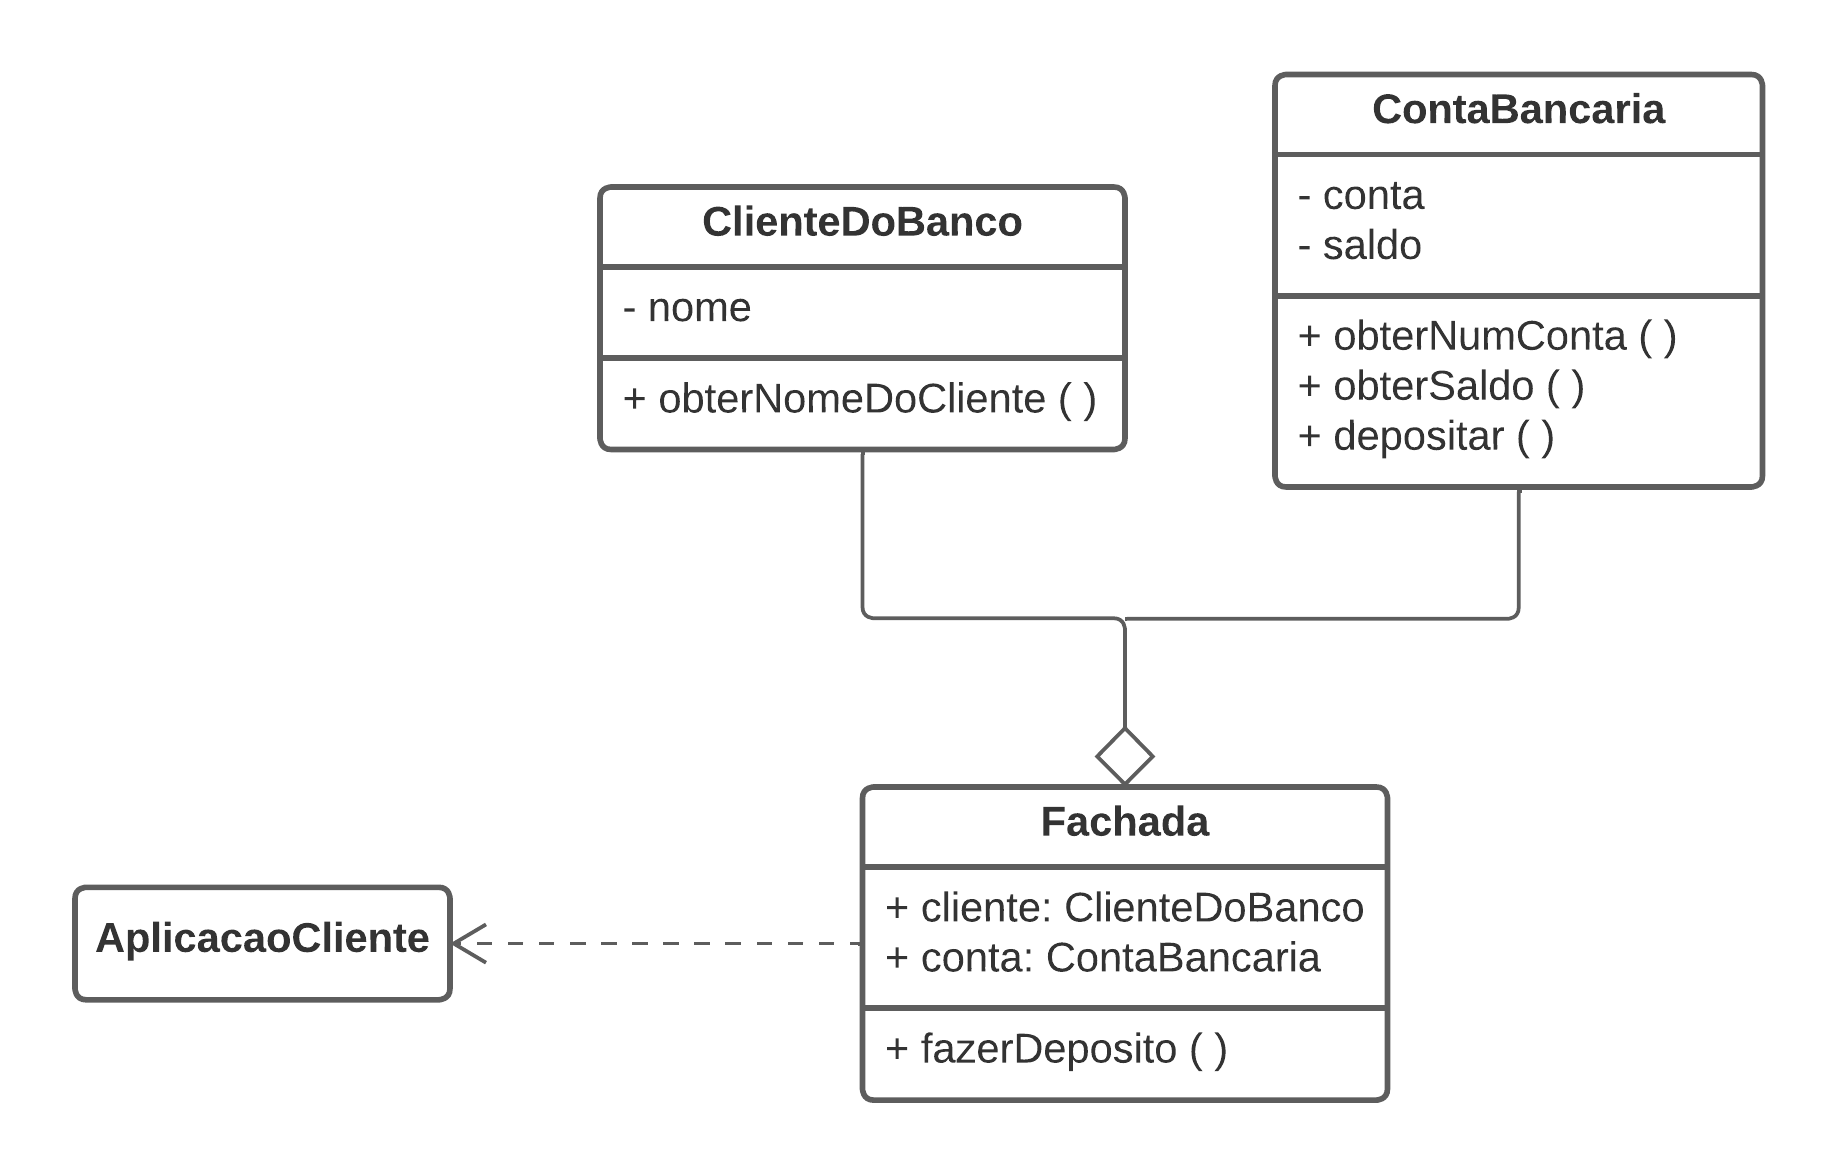 ContaBancaria
- conta
- saldo
+ obterNumConta ( )
+ obterSaldo ( )
+ depositar ( )
ClienteDoBanco
- nome
+ obterNomeDoCliente ( )
Fachada
+ cliente: ClienteDoBanco
+ conta: ContaBancaria
+ fazerDeposito ( )
AplicacaoCliente